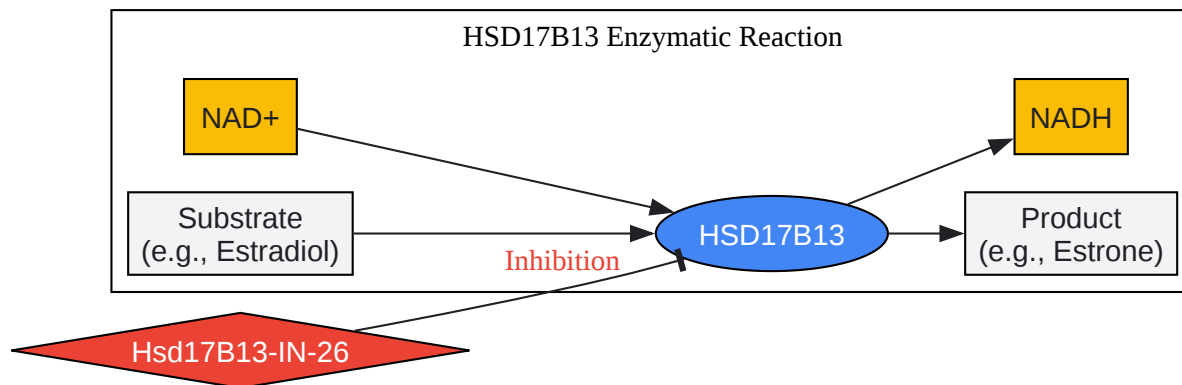 HSD17B13 Enzymatic Reaction
NAD+
NADH
Substrate
(e.g., Estradiol)
HSD17B13
Product
(e.g., Estrone)
Inhibition
Hsd17B13-IN-26